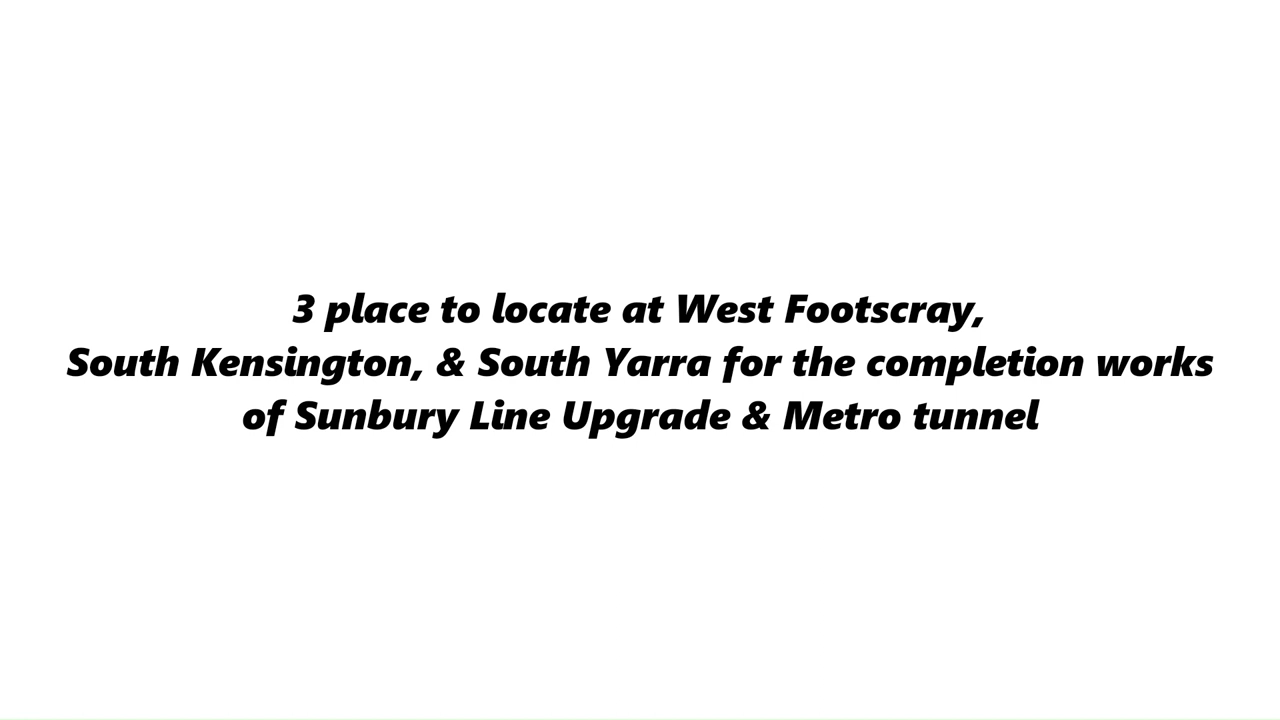 3 place to locate at West Footscray,
South Kensington, & South Yarra for the completion works
of Sunbury Line Upgrade & Metro tunnel